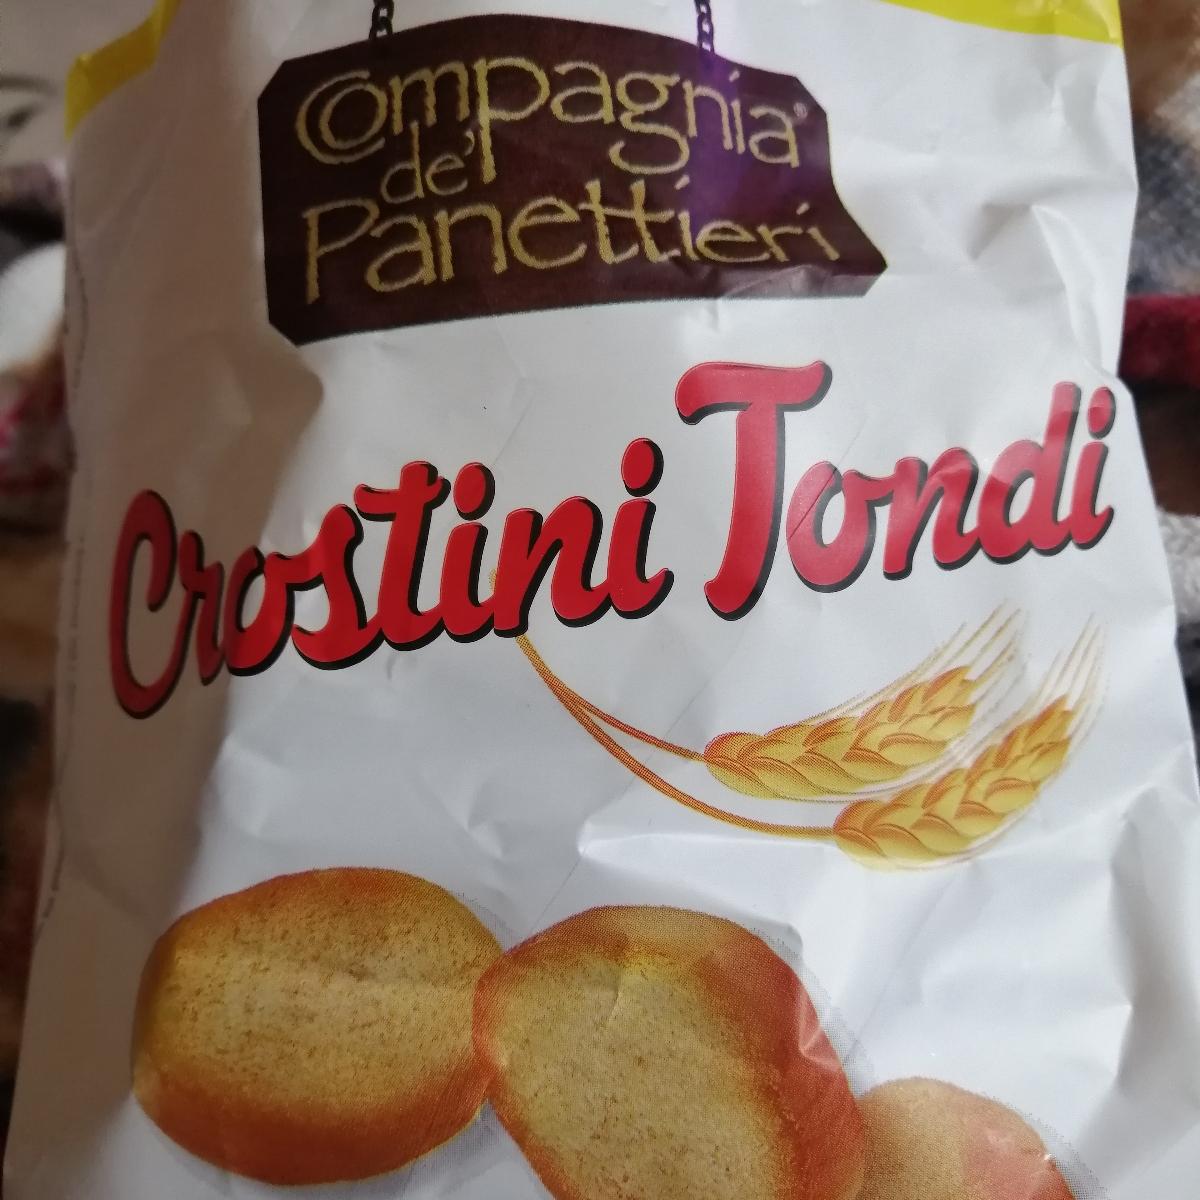 Compagnia®
de'
Panettieri
Crostini Tondi